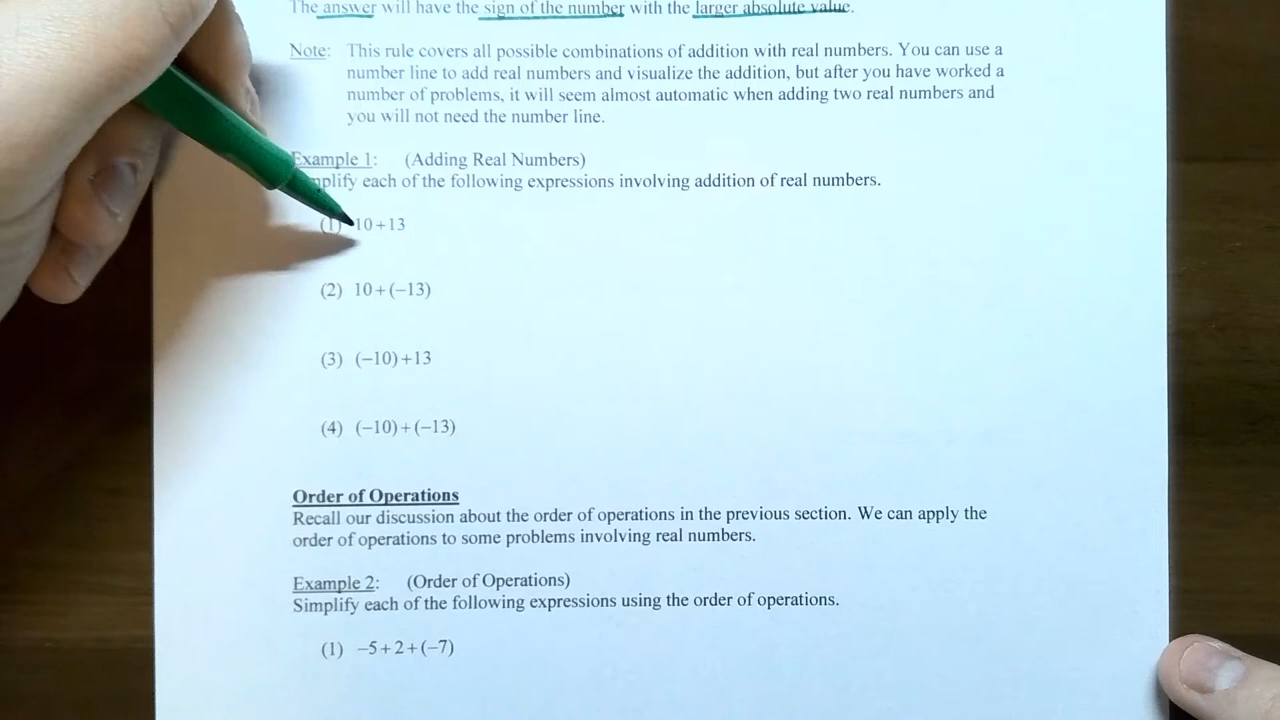 The answer will have the sign of the number with the larger absolute value.
Note: This rule covers all possible combinations of addition with real numbers. You can use a
number line to add real numbers and visualize the addition, but after you have worked a
number of problems, it will seem almost automatic when adding two real numbers and
you will not need the number line.
Example 1: (Adding Real Numbers)
each of the following expressions involving addition of real numbers.
(1) 10+13
(2) 10+(−13)
(3) (−10)+13
(4) (−10)+(−13)
Order of Operations
Recall our discussion about the order of operations in the previous section. We can apply the
order of operations to some problems involving real numbers.
Example 2: (Order of Operations)
Simplify each of the following expressions using the order of operations.
(1) −5+2+(−7)